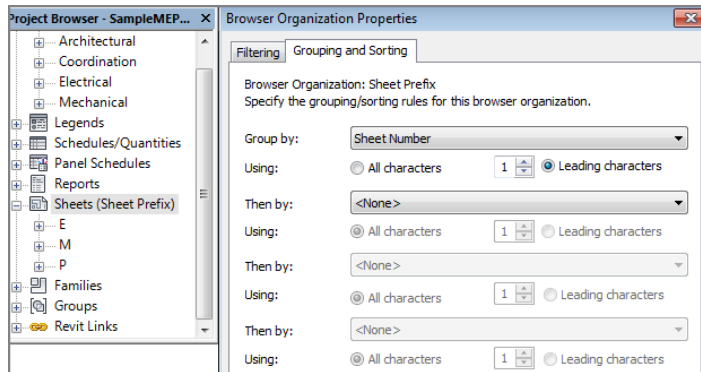 Project Browser - SampleMEP...
Architectural
Coordination
Electrical
Mechanical
Legends
Schedules/Quantities
Panel Schedules
Reports
Sheets (Sheet Prefix)
E
M
P
Families
Groups
Revit Links
Browser Organization Properties
Filtering
Grouping and Sorting
Browser Organization: Sheet Prefix
Specify the grouping/sorting rules for this browser organization.
Group by: Sheet Number
Using: All characters 1 Leading characters
Then by: <None>
Using: All characters 1 Leading characters
Then by: <None>
Using: All characters 1 Leading characters
Then by: <None>
Using: All characters 1 Leading characters